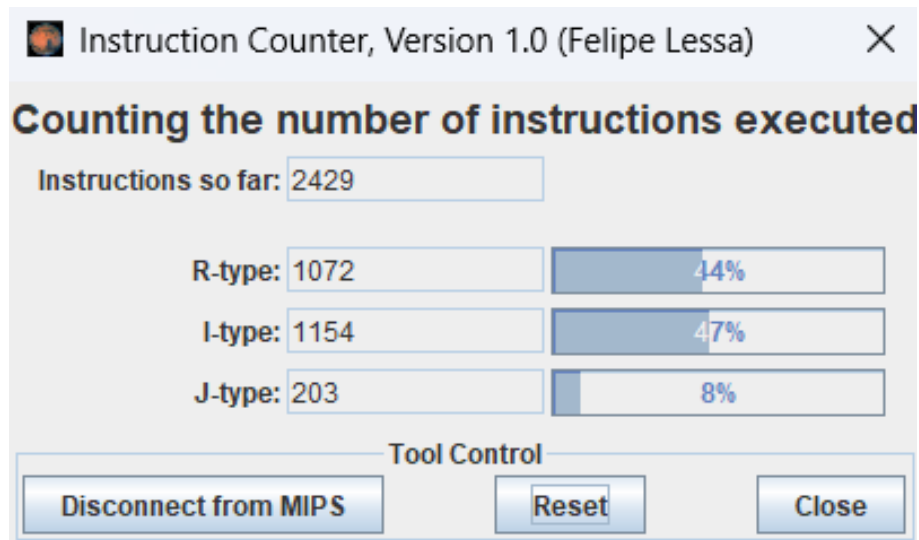 Instruction Counter, Version 1.0 (Felipe Lessa)
Counting the number of instructions executed
Instructions so far: 2429
R-type: 1072 44%
I-type: 1154 47%
J-type: 203 8%
Tool Control
Disconnect from MIPS Reset Close